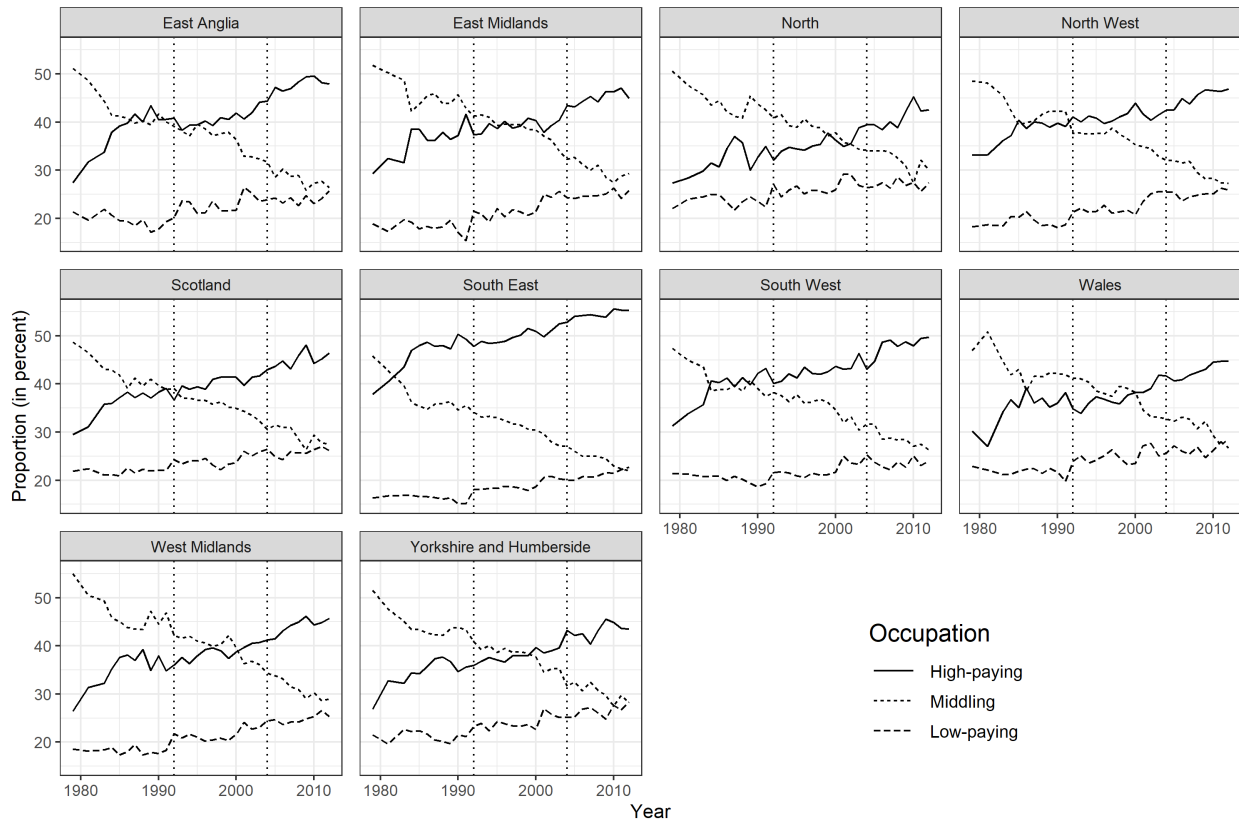 East Anglia
East Midlands
North
North West
50
40
30
20
Scotland
South East
South West
Wales
50
40
30
20
1980 1990 2000 2010
1980 1990 2000 2010
West Midlands
Yorkshire and Humberside
50
40
30
20
1980 1990 2000 2010
1980 1990 2000 2010
Proportion (in percent)
Year
Occupation
High-paying
Middling
Low-paying